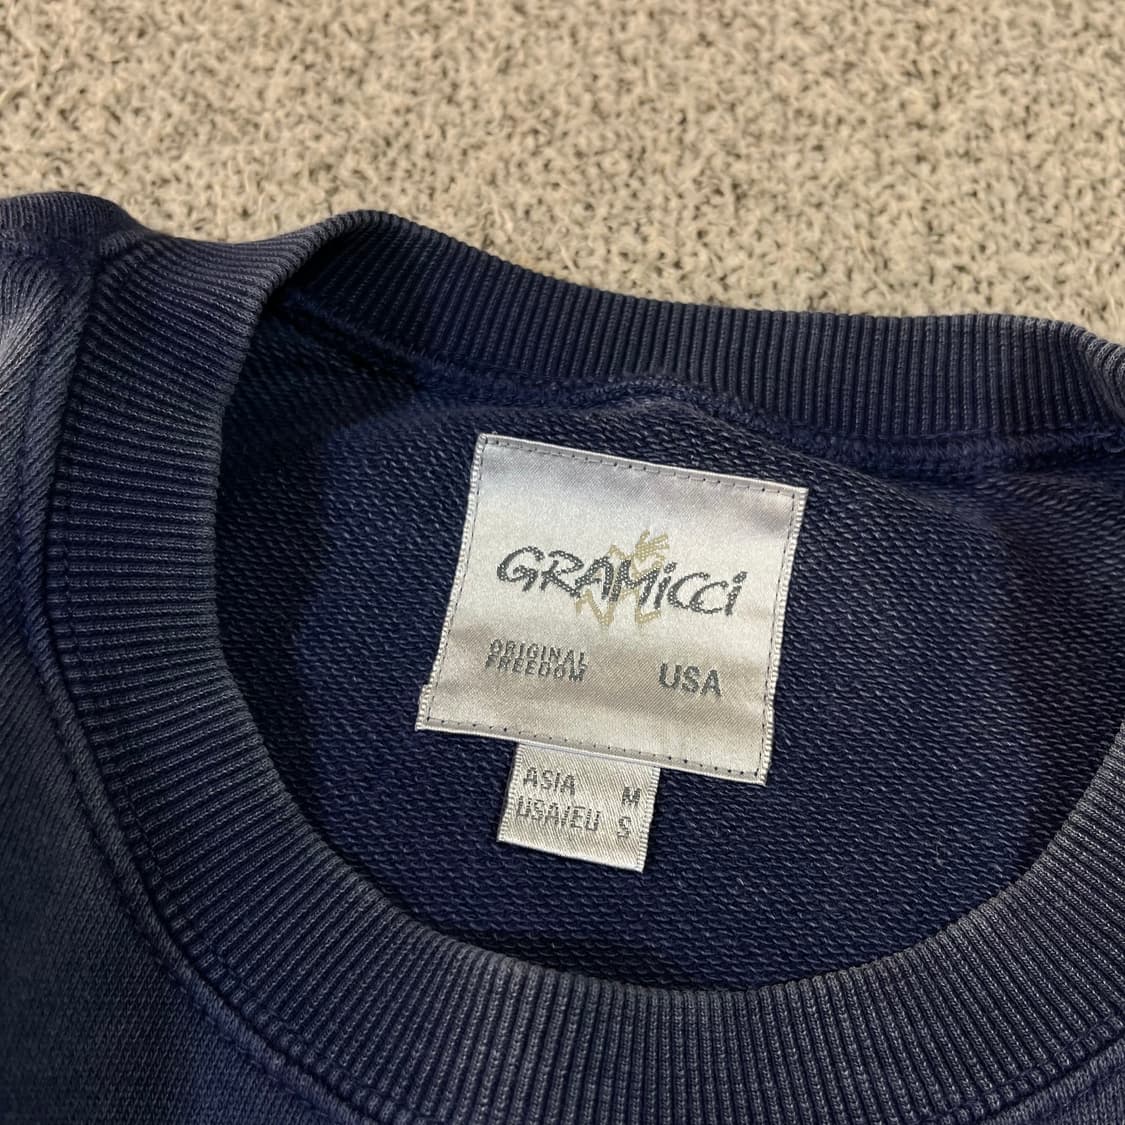 GRAMiCCi
ORIGINAL
FREEDOM
USA
ASIA M
USA/EU S